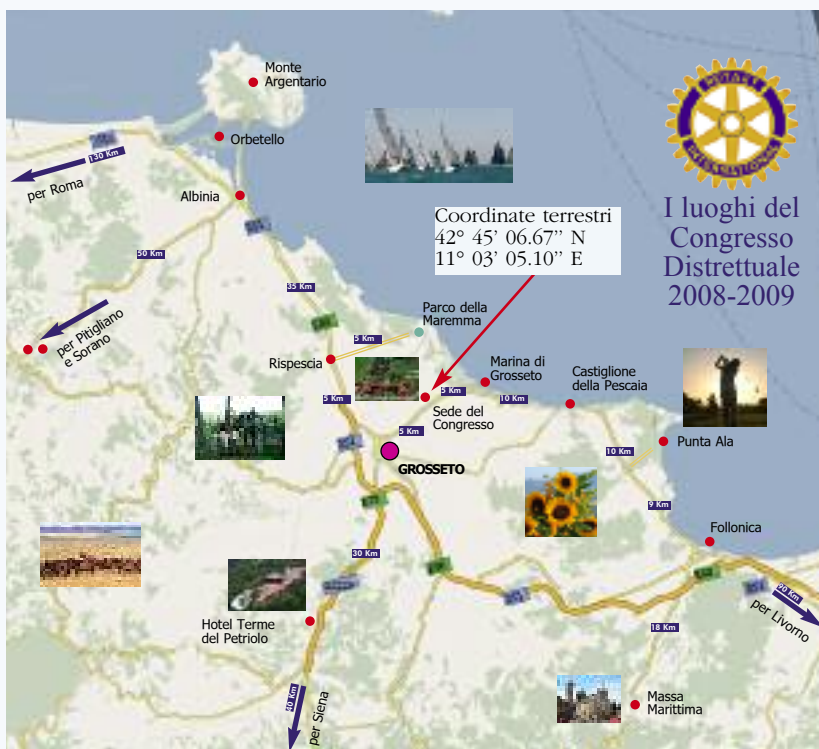 Monte
Argentario
Orbetello
130 Km
per Roma
Albinia
ROTARY
INTERNATIONAL
I luoghi del
Congresso
Distrettuale
2008-2009
Coordinate terrestri
42° 45’ 06.67’’ N
11° 03’ 05.10’’ E
50 Km
35 Km
per Pitigliano
e Sorano
Parco della
Maremma
5 Km
Rispescia
Marina di
Grosseto
Castiglione
della Pescaia
5 Km
5 Km
10 Km
Sede del
Congresso
5 Km
GROSSETO
Punta Ala
10 Km
9 Km
Follonica
30 Km
Hotel Terme
del Petriolo
90 Km
per Livorno
18 Km
40 Km
per Siena
Massa
Marittima